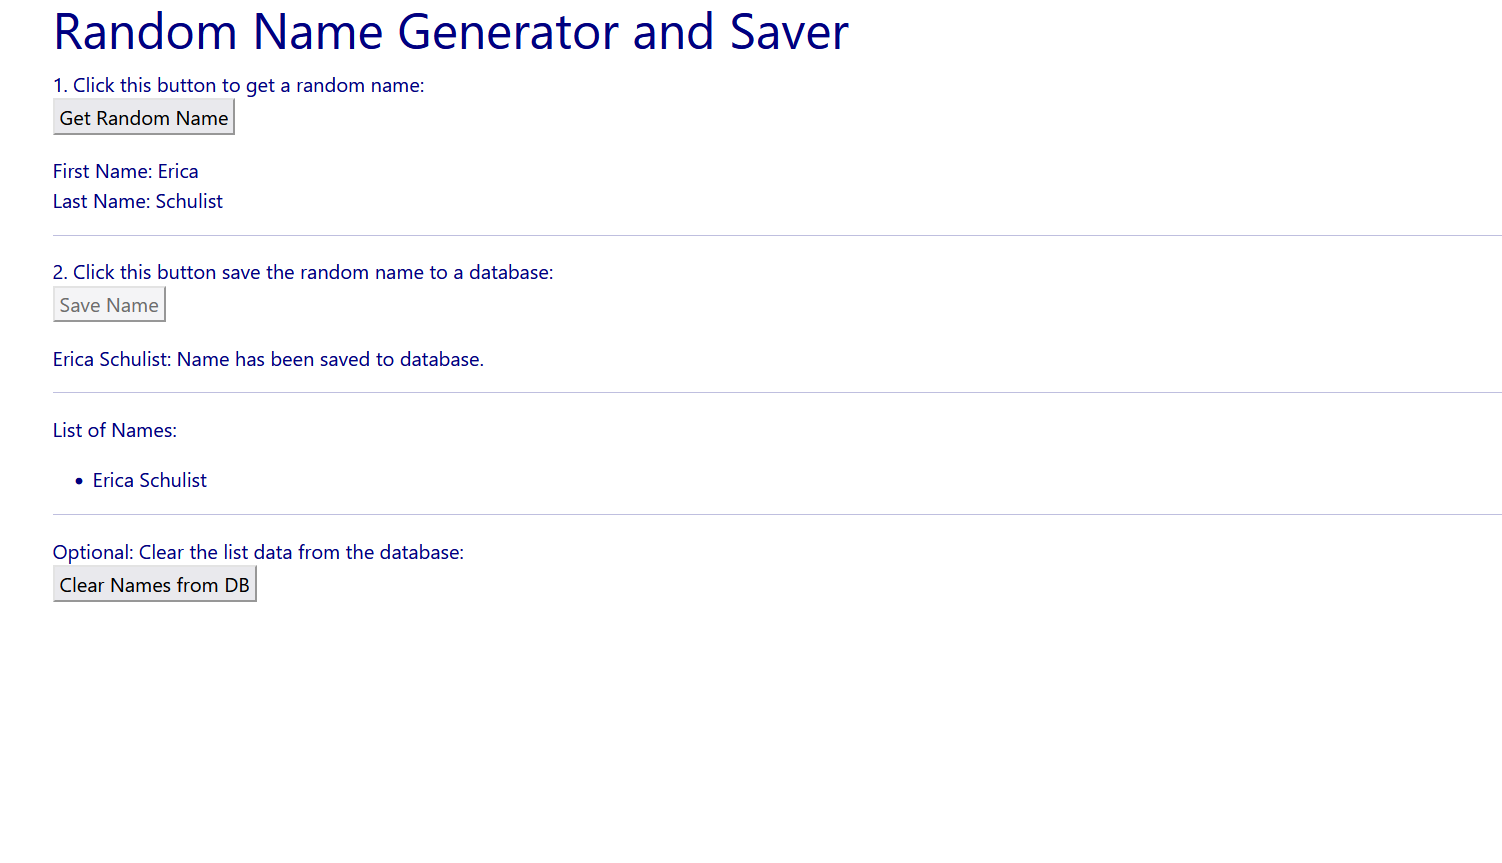 Random Name Generator and Saver
1. Click this button to get a random name:
Get Random Name
First Name: Erica
Last Name: Schulist
2. Click this button save the random name to a database:
Save Name
Erica Schulist: Name has been saved to database.
List of Names:
• Erica Schulist
Optional: Clear the list data from the database:
Clear Names from DB